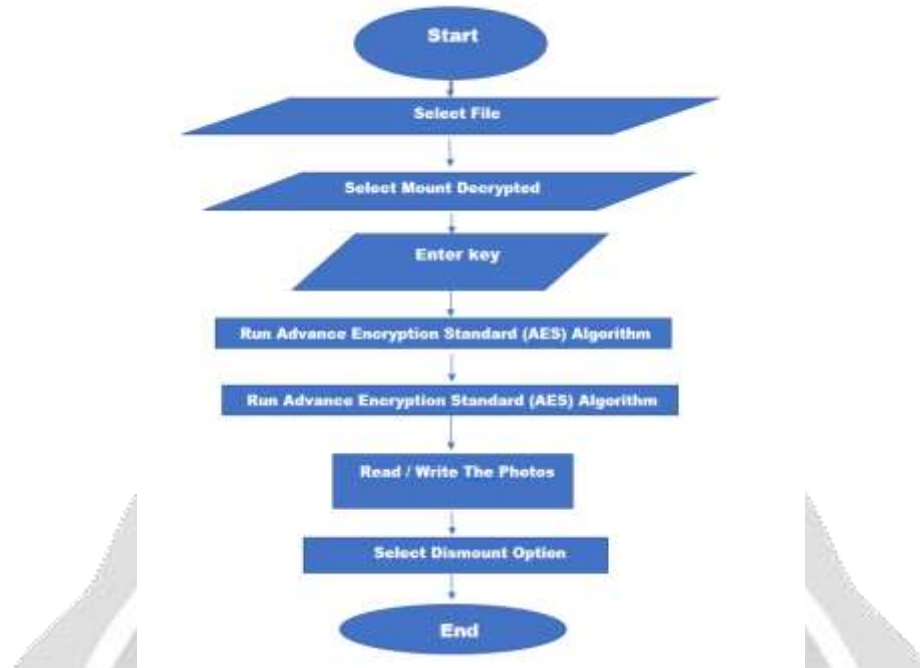 Start
Select File
Select Mount Decrypted
Enter key
Run Advance Encryption Standard (AES) Algorithm
Run Advance Encryption Standard (AES) Algorithm
Read / Write The Photos
Select Dismount Option
End